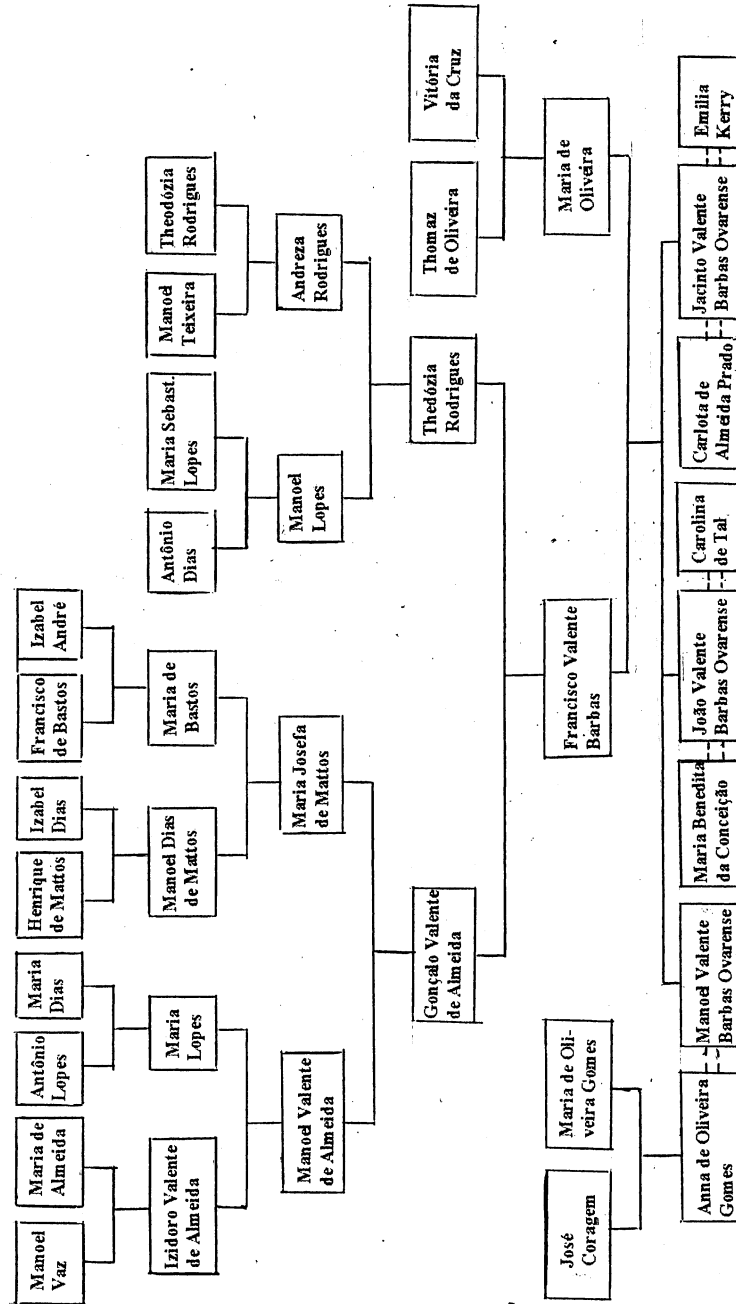 Manoel
Vaz
Maria de
Almeida
Antônio
Lopes
Maria
Dias
Henrique
de Mattos
Izabel
Dias
Francisco
de Bastos
Izabel
André
Izidoro Valente
de Almeida
Maria
Lopes
Manoel Dias
de Mattos
Maria de
Bastos
Antônio
Dias
Maria Sebast.
Lopes
Manoel
Teixeira
Theodózia
Rodrigues
Manoel Valente
de Almeida
Maria Josefa
de Mattos
Manoel
Lopes
Andreza
Rodrigues
Gonçalo Valente
de Almeida
Thedózia
Rodrigues
Thomaz
de Oliveira
Vitória
da Cruz
José
Coragem
Maria de Oli-
veira Gomes
Francisco Valente
Barbas
Maria de
Oliveira
Anna de Oliveira
Gomes
Manoel Valente
Barbas Ovarense
Maria Benedita
da Conceição
João Valente
Barbas Ovarense
Carolina
de Tal
Carlota de
Almeida Prado
Jacinto Valente
Barbas Ovarense
Emilia
Kerry